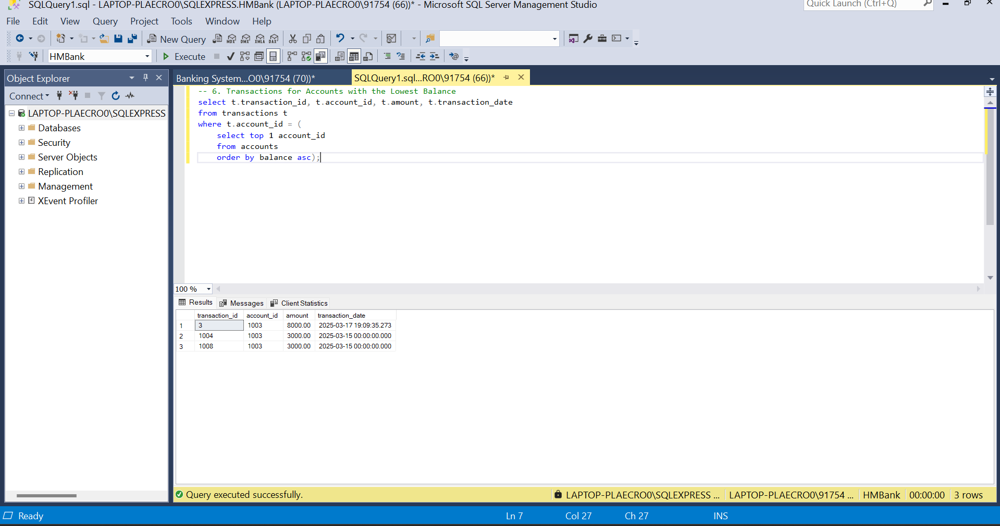 SQLQuery1.sql - LAPTOP-PLAECRO0\SQLEXPRESS.HMBank (LAPTOP-PLAECRO0\91754 (66))* - Microsoft SQL Server Management Studio
Quick Launch (Ctrl+Q)
File Edit View Query Project Tools Window Help
New Query MDX DMX XMLA DAX
HMBank Execute
Object Explorer
Banking System...O0\91754 (70))*
SQLQuery1.sql...RO0\91754 (66))*
Connect
LAPTOP-PLAECRO0\SQLEXPRESS
Databases
Security
Server Objects
Replication
Management
XEvent Profiler
-- 6. Transactions for Accounts with the Lowest Balance
select t.transaction_id, t.account_id, t.amount, t.transaction_date
from transactions t
where t.account_id = (
select top 1 account_id
from accounts
order by balance asc);
100 %
Results Messages Client Statistics
transaction_id account_id amount transaction_date
1 3 1003 8000.00 2025-03-17 19:09:35.273
2 1004 1003 3000.00 2025-03-15 00:00:00.000
3 1008 1003 3000.00 2025-03-15 00:00:00.000
Query executed successfully.
LAPTOP-PLAECRO0\SQLEXPRESS ... LAPTOP-PLAECRO0\91754 ... HMBank 00:00:00 3 rows
Ready Ln 7 Col 27 Ch 27 INS